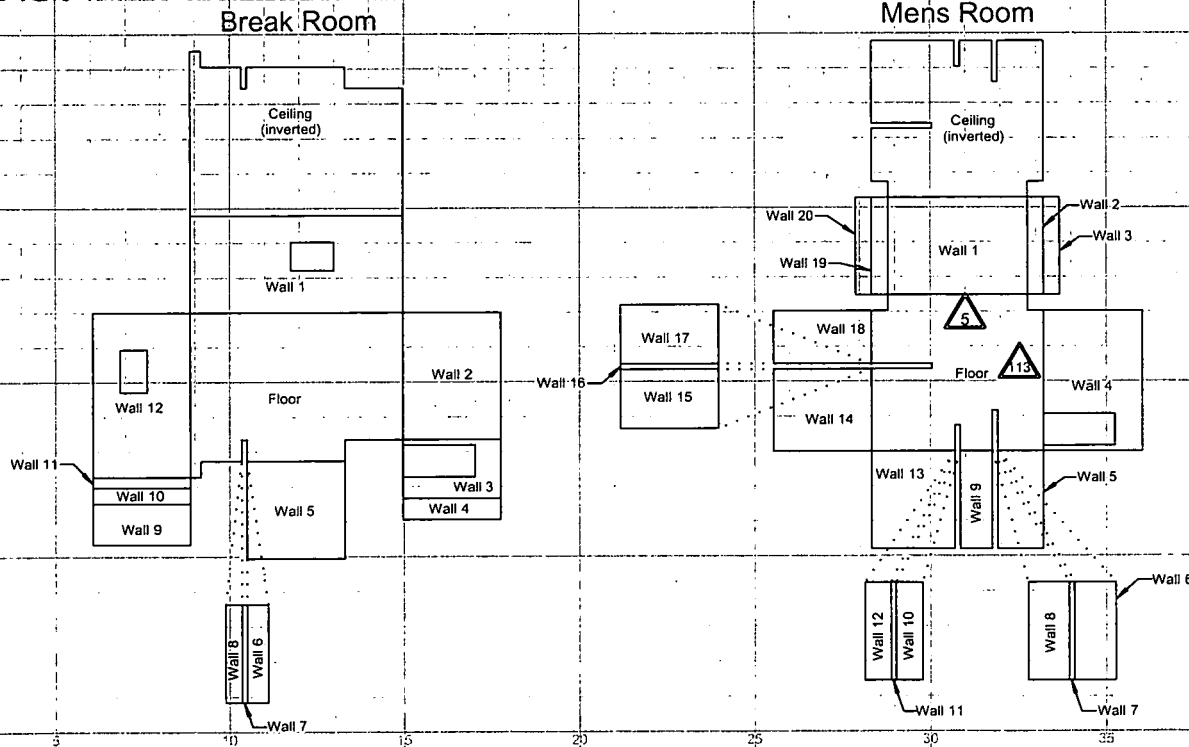 Break Room
Mens Room
Ceiling
(inverted)
Wall 1
Wall 12
Floor
Wall 2
Wall 11
Wall 10
Wall 9
Wall 5
Wall 3
Wall 4
Wall 8
Wall 6
Wall 7
Ceiling
(inverted)
Wall 20
Wall 19
Wall 1
Wall 2
Wall 3
5
Wall 17
Wall 18
Wall 16
Wall 15
Floor
113
Wall 4
Wall 14
Wall 13
Wall 9
Wall 5
Wall 12
Wall 10
Wall 8
Wall 6
Wall 11
Wall 7
5
10
15
20
25
30
35